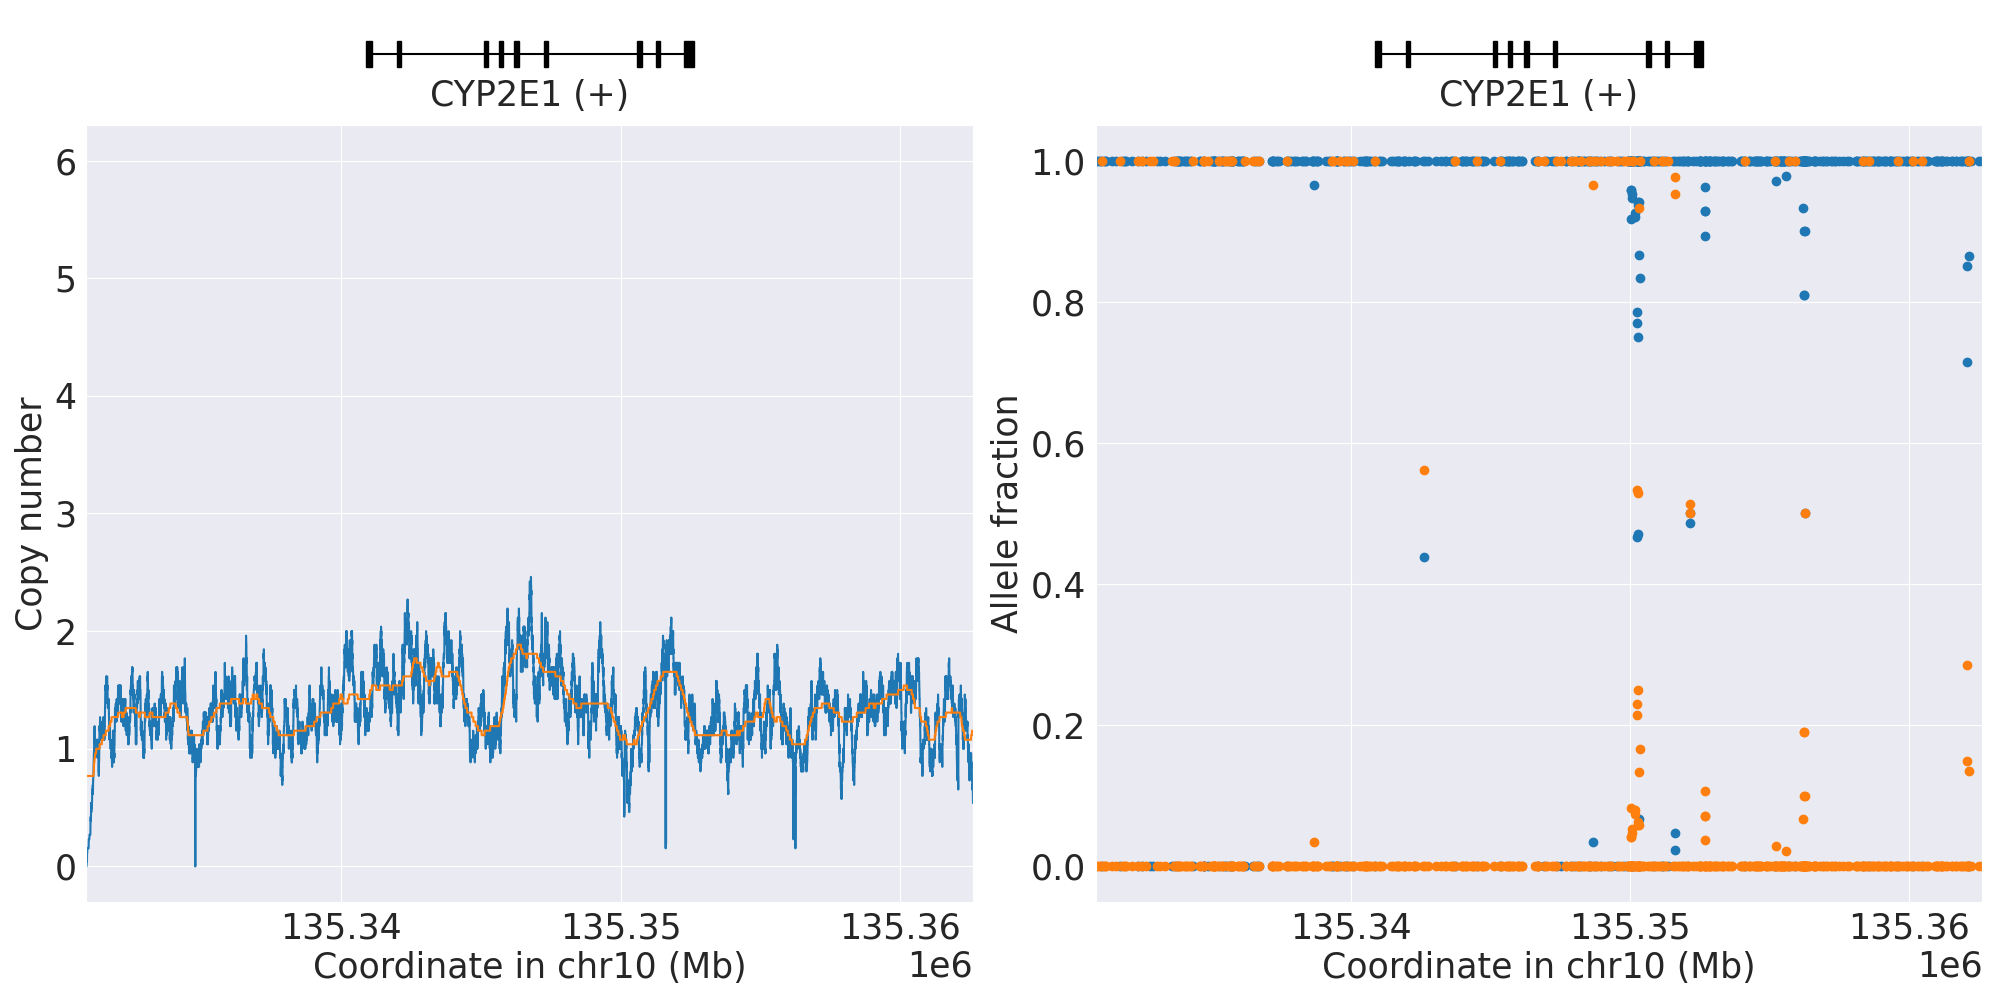 CYP2E1 (+)
CYP2E1 (+)
6
5
4
3
2
1
0
Copy number
135.34
135.35
135.36
Coordinate in chr10 (Mb)
1e6
1.0
0.8
0.6
0.4
0.2
0.0
Allele fraction
135.34
135.35
135.36
Coordinate in chr10 (Mb)
1e6